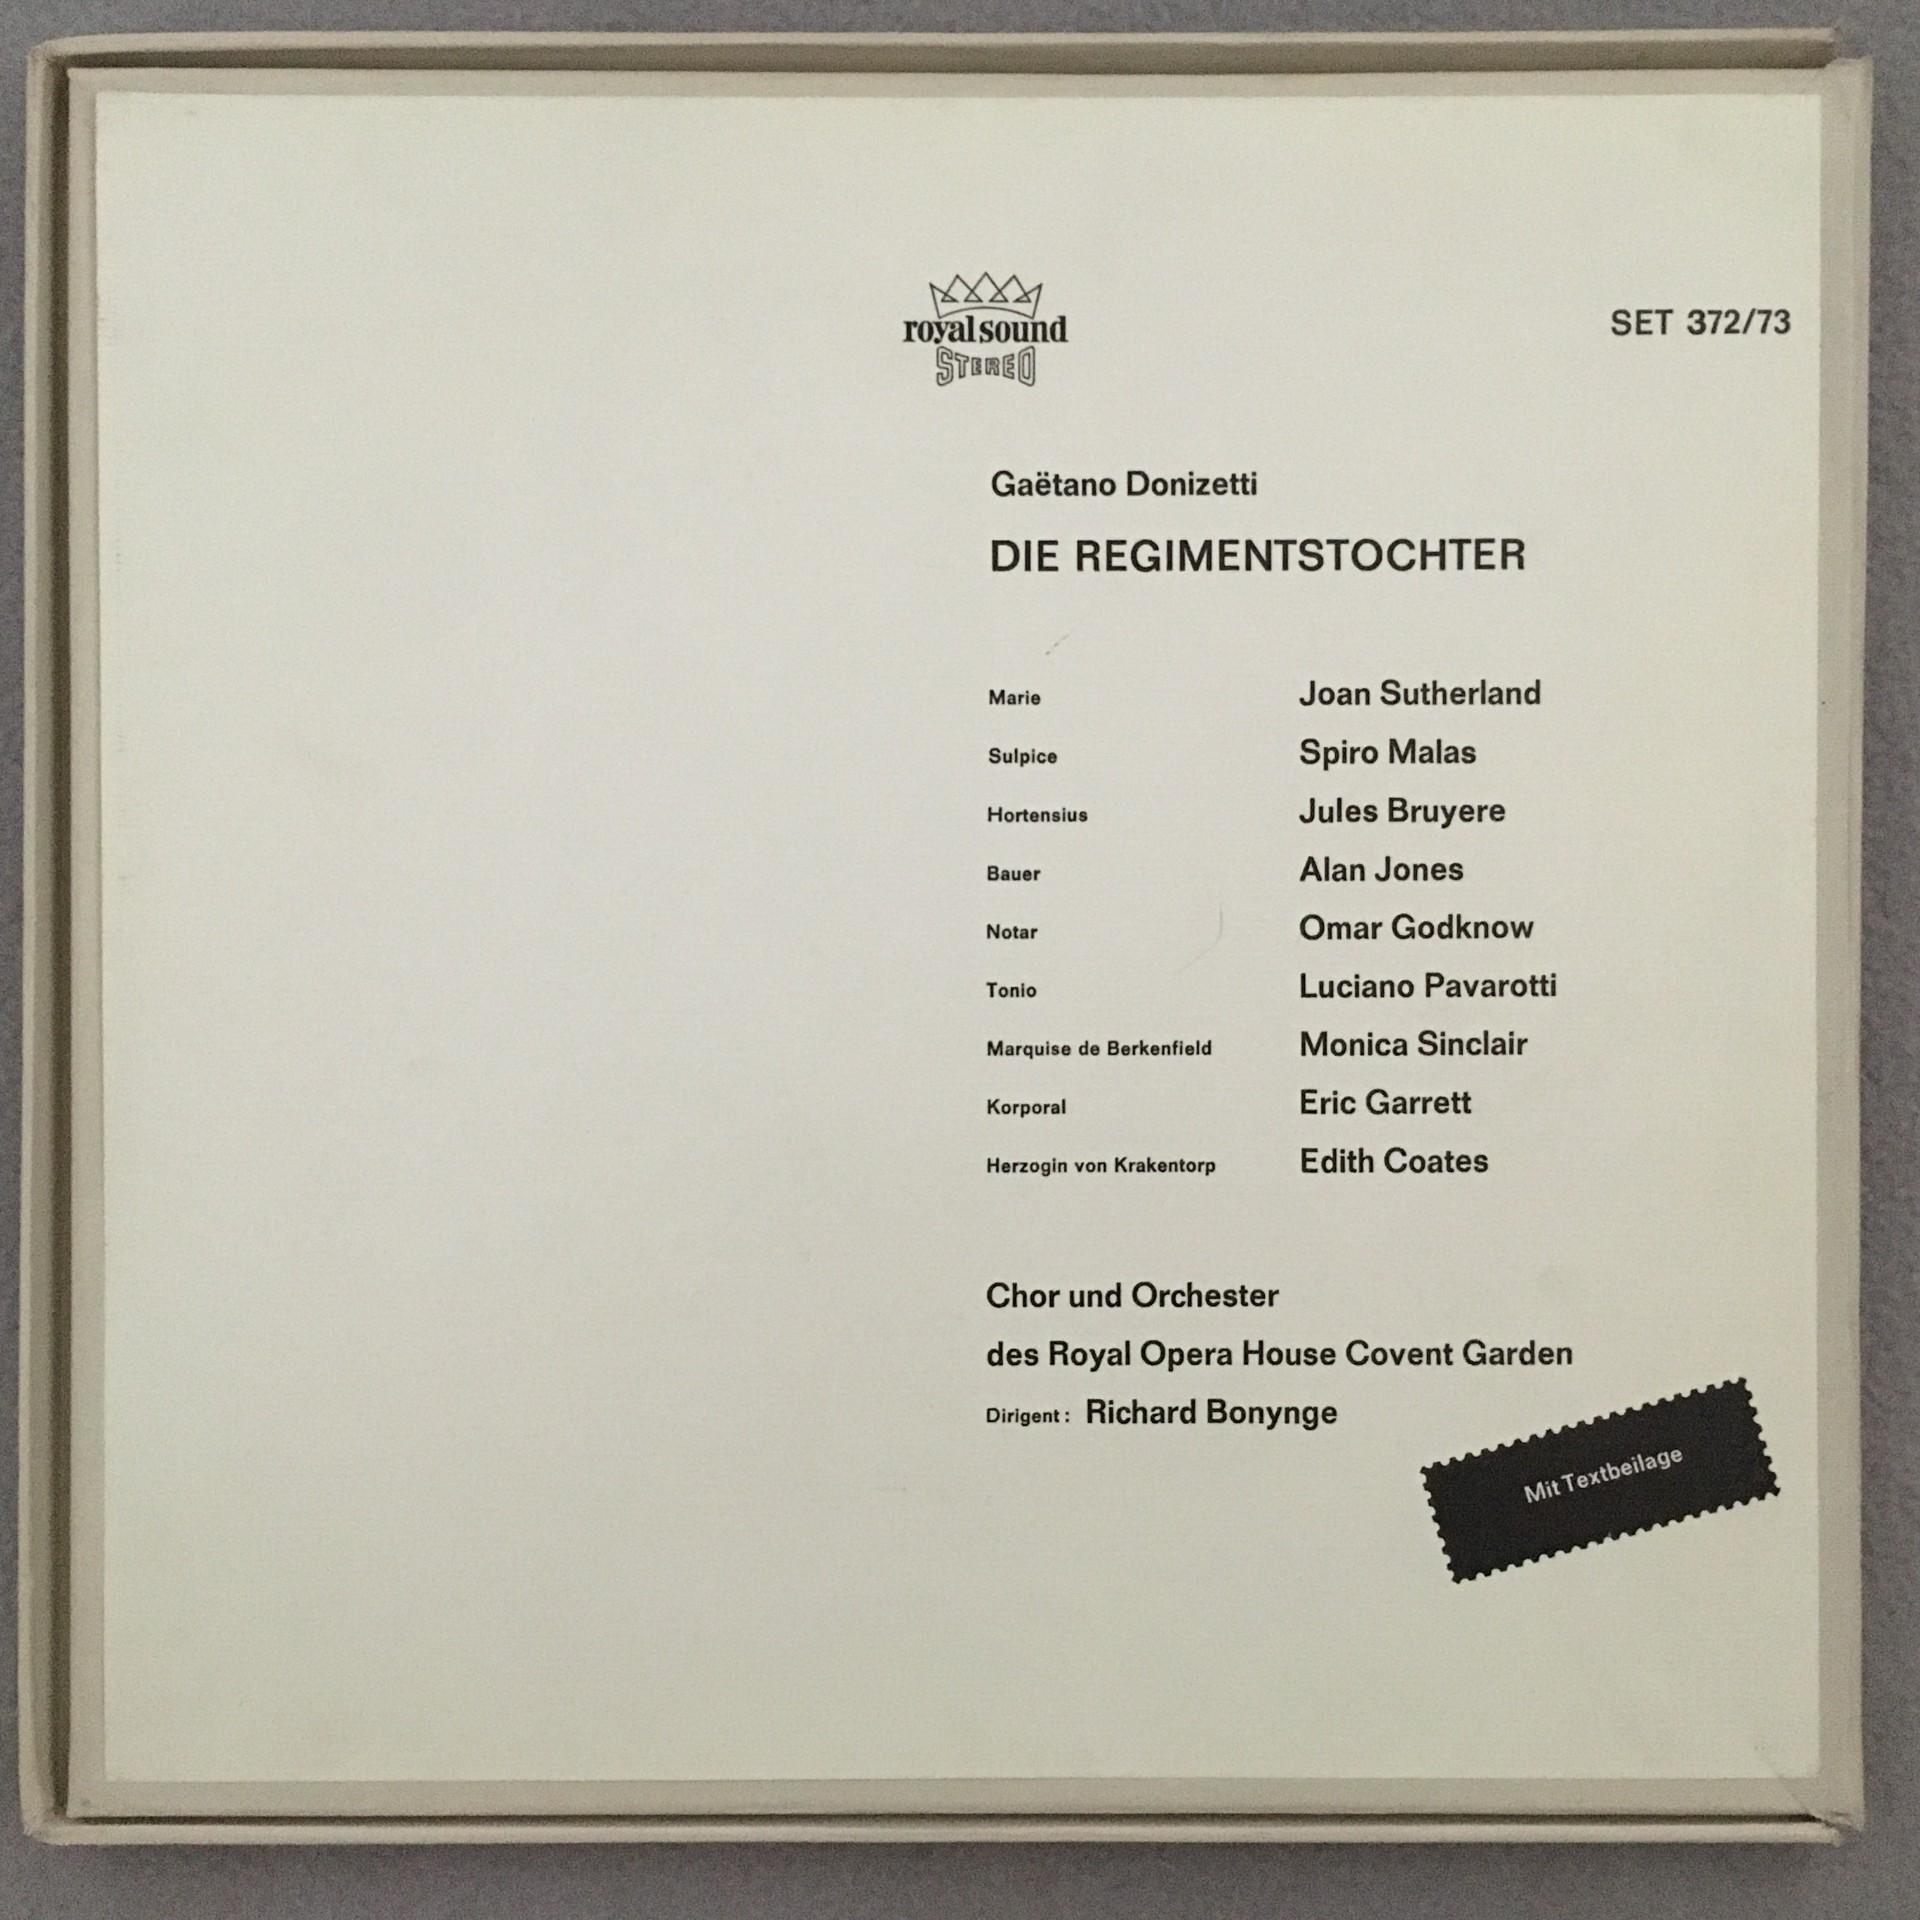 royal sound
STEREO
SET 372/73
Gaëtano Donizetti
DIE REGIMENTSTOCHTER
Marie Joan Sutherland
Sulpice Spiro Malas
Hortensius Jules Bruyere
Bauer Alan Jones
Notar Omar Godknow
Tonio Luciano Pavarotti
Marquise de Berkenfield Monica Sinclair
Korporal Eric Garrett
Herzogin von Krakentorp Edith Coates
Chor und Orchester
des Royal Opera House Covent Garden
Dirigent: Richard Bonynge
Mit Textbeilage